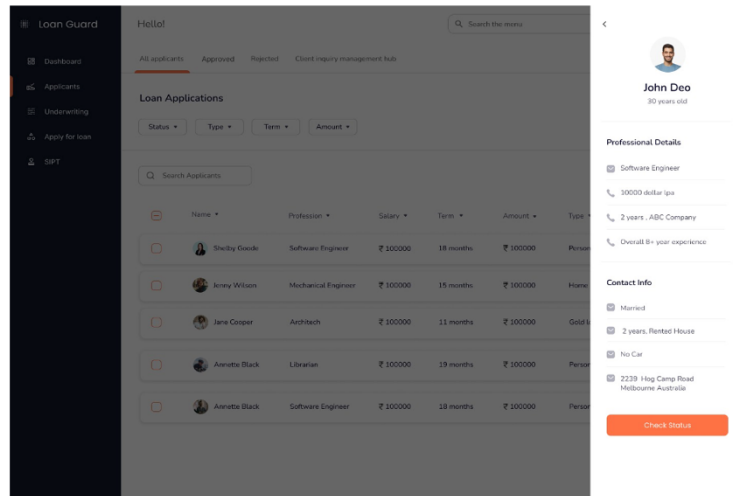 Loan Guard
Dashboard
Applicants
Underwriting
Apply for loan
SIPT
Hello!
Search the menu
All applicants Approved Rejected Client inquiry management hub
Loan Applications
Status Type Term Amount
Search Applicants
Name Profession Salary Term Amount Type
Shelby Goode Software Engineer ₹ 100000 18 months ₹ 100000 Person
Jenny Wilson Mechanical Engineer ₹ 100000 15 months ₹ 100000 Home
Jane Cooper Architech ₹ 100000 11 months ₹ 100000 Gold l
Annette Black Librarian ₹ 100000 19 months ₹ 100000 Person
Annette Black Software Engineer ₹ 100000 18 months ₹ 100000 Person
John Deo
30 years old
Professional Details
Software Engineer
10000 dollar lpa
2 years , ABC Company
Overall 8+ year experience
Contact Info
Married
2 years, Rented House
No Car
2239 Hog Camp Road
Melbourne Australia
Check Status